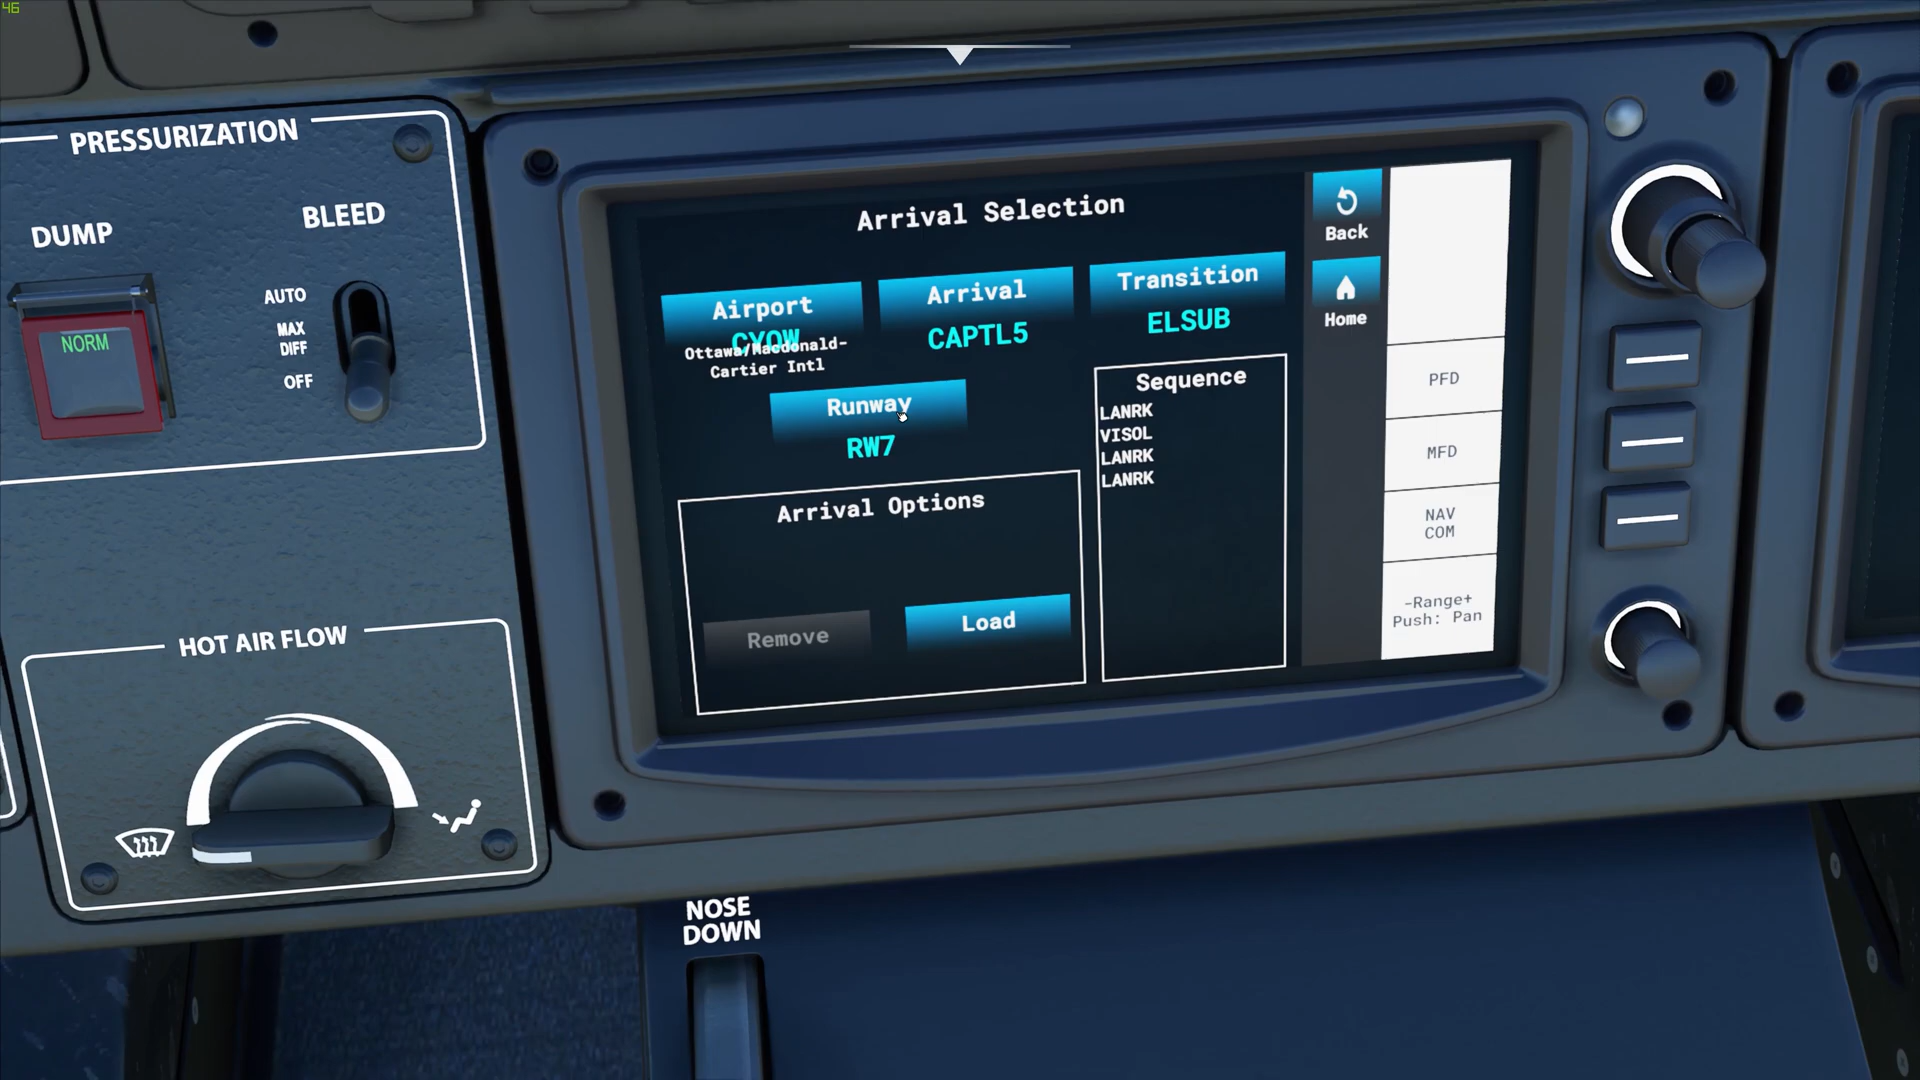 46
PRESSURIZATION
DUMP
BLEED
AUTO
MAX
DIFF
OFF
NORM
HOT AIR FLOW
Arrival Selection
Airport
CYOW
Ottawa/Macdonald-
Cartier Intl
Arrival
CAPTL5
Transition
ELSUB
Runway
RW7
Arrival Options
Remove
Load
Sequence
LANRK
VISOL
LANRK
LANRK
Back
Home
PFD
MFD
NAV
COM
-Range+
Push: Pan
NOSE
DOWN